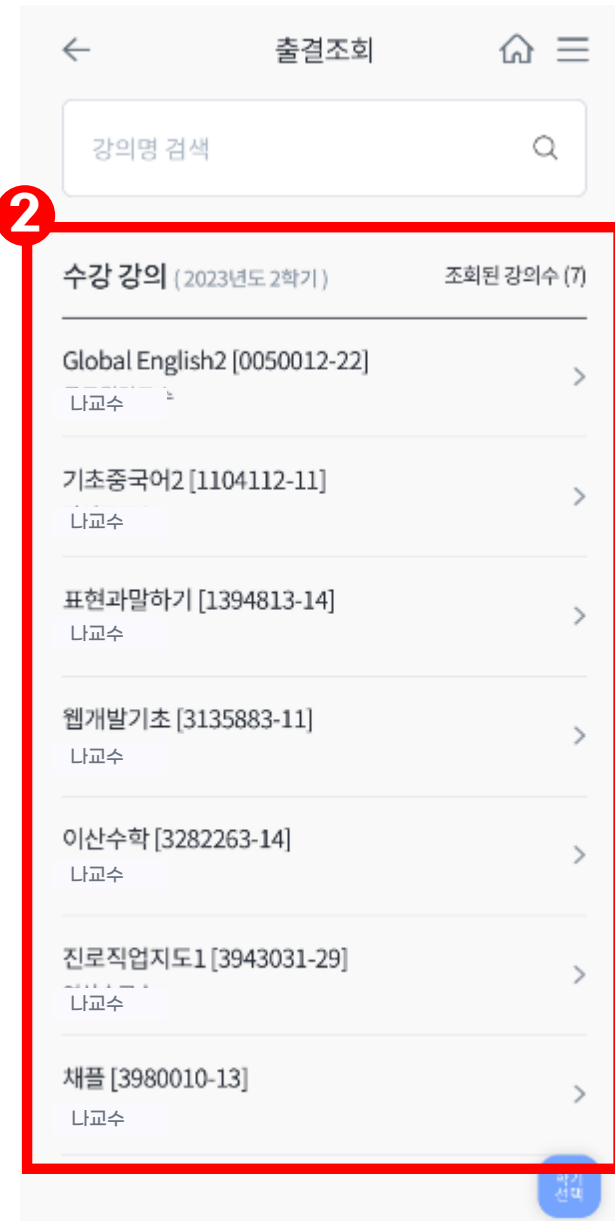 출결조회
강의명 검색
2
수강 강의 ( 2023년도 2학기 ) 조회된 강의수 (7)
Global English2 [0050012-22]
나교수
기초중국어2 [1104112-11]
나교수
표현과말하기 [1394813-14]
나교수
웹개발기초 [3135883-11]
나교수
이산수학 [3282263-14]
나교수
진로직업지도1 [3943031-29]
나교수
채플 [3980010-13]
나교수
학기
선택